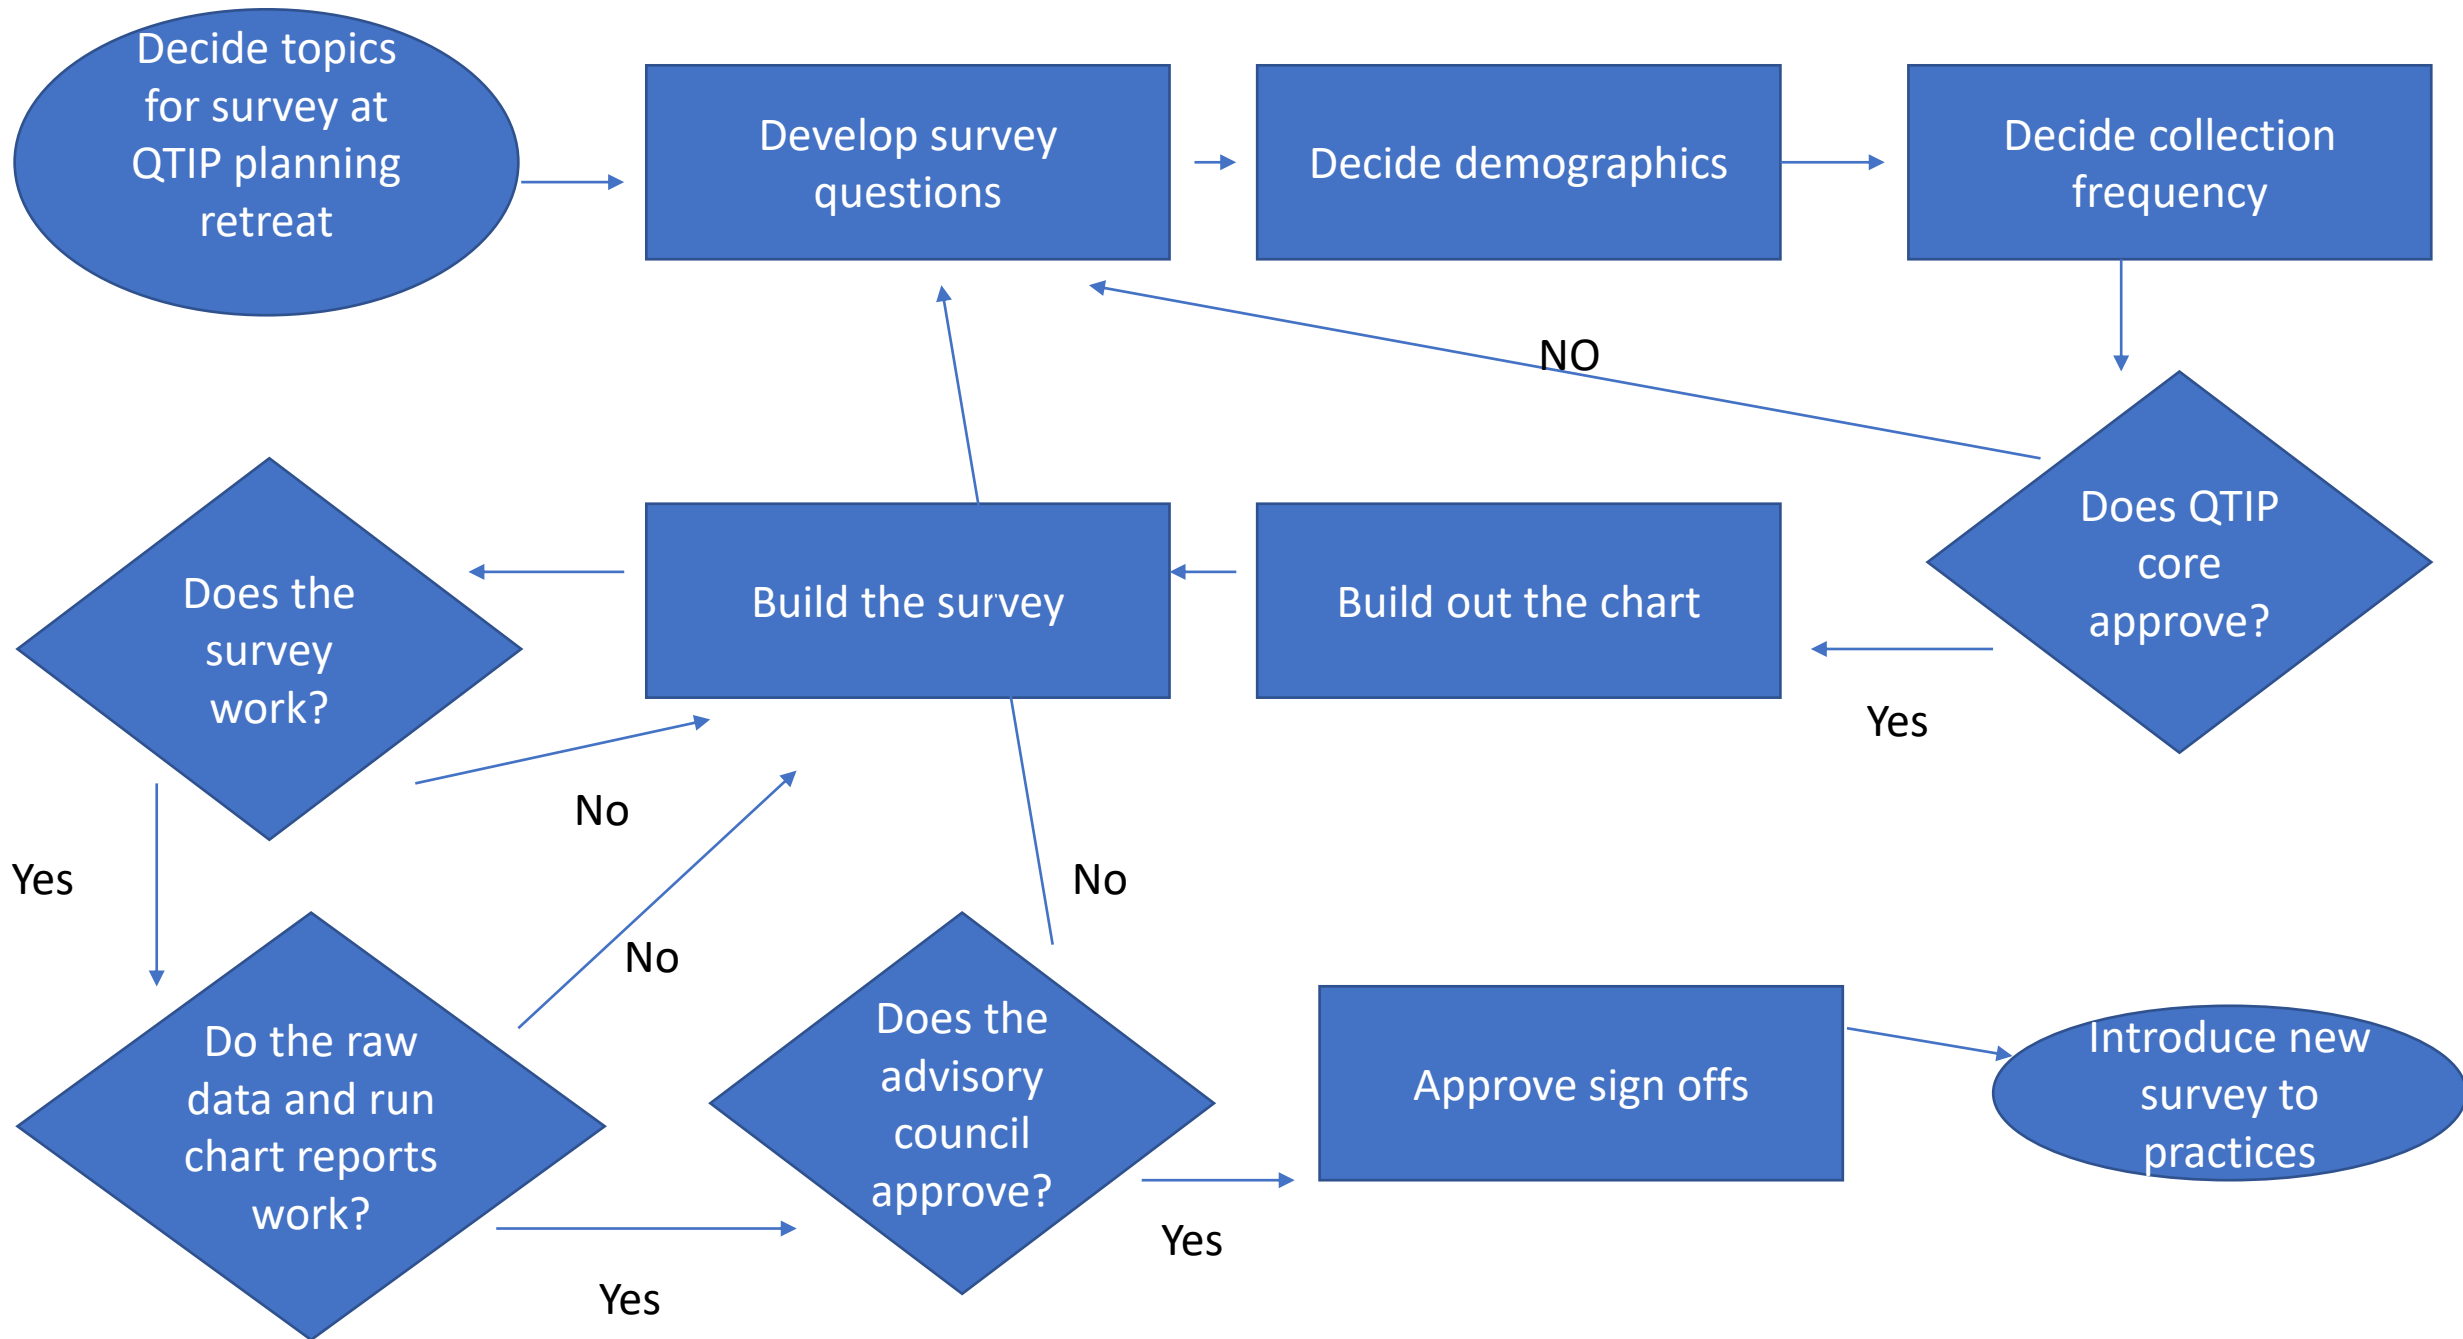 Decide topics
for survey at
QTIP planning
retreat
Develop survey
questions
Decide demographics
Decide collection
frequency
NO
Does QTIP
core
approve?
Yes
Build out the chart
Build the survey
Does the
survey
work?
No
Yes
No
No
Do the raw
data and run
chart reports
work?
Yes
Does the
advisory
council
approve?
Yes
Approve sign offs
Introduce new
survey to
practices